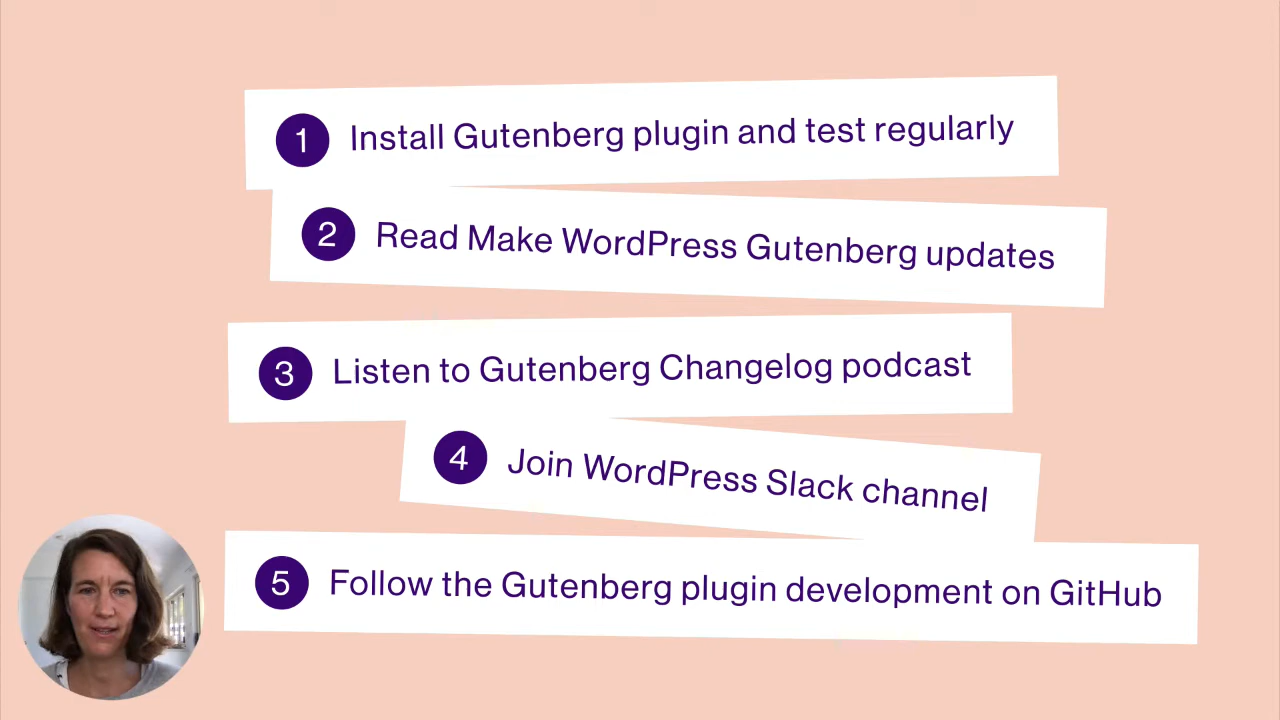 1 Install Gutenberg plugin and test regularly
2 Read Make WordPress Gutenberg updates
3 Listen to Gutenberg Changelog podcast
4 Join WordPress Slack channel
5 Follow the Gutenberg plugin development on GitHub